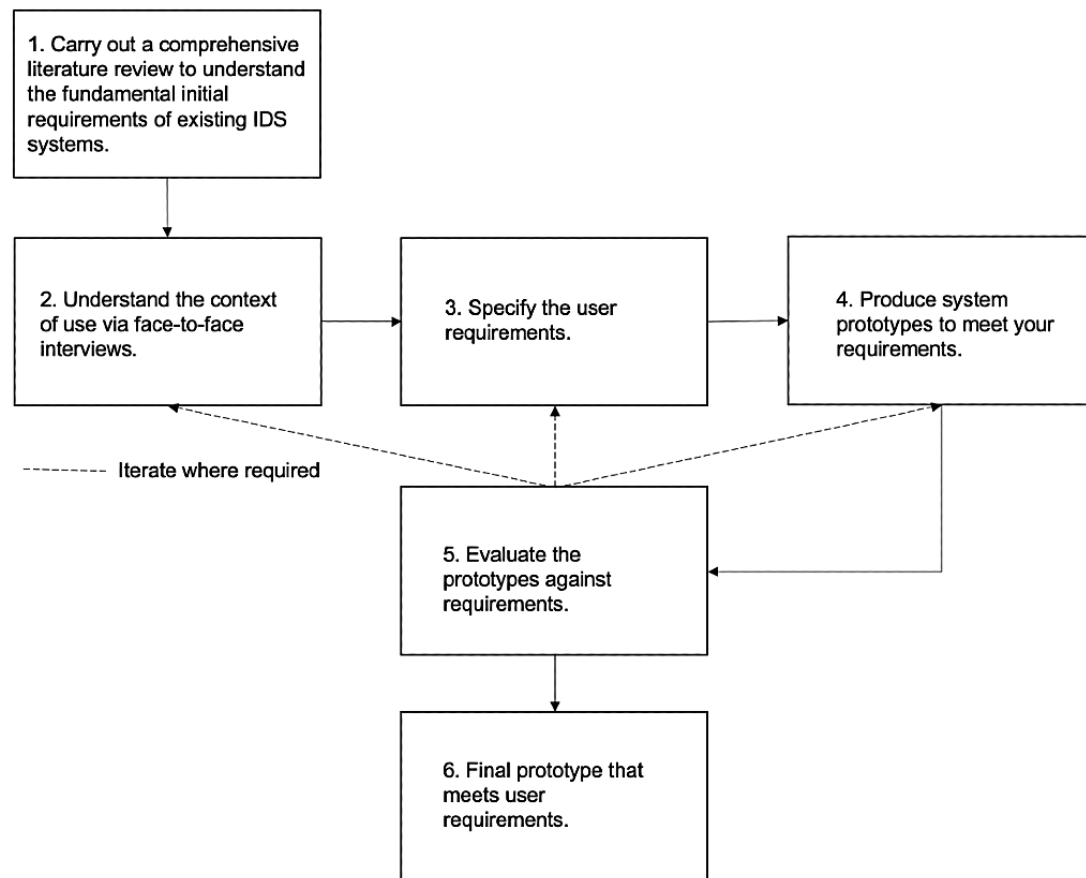 1. Carry out a comprehensive
literature review to understand
the fundamental initial
requirements of existing IDS
systems.
2. Understand the context
of use via face-to-face
interviews.
3. Specify the user
requirements.
4. Produce system
prototypes to meet your
requirements.
Iterate where required
5. Evaluate the
prototypes against
requirements.
6. Final prototype that
meets user
requirements.